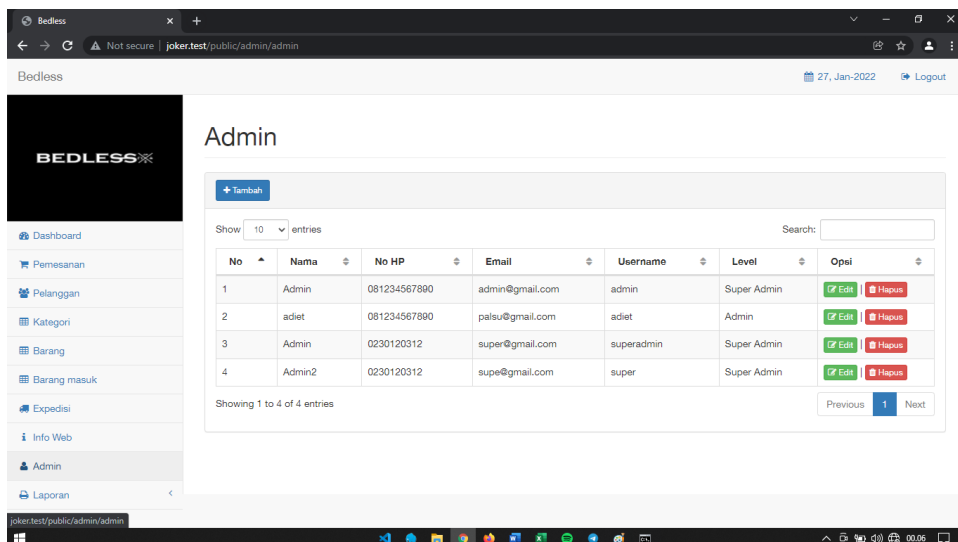 Bedless
Not secure | joker.test/public/admin/admin
Bedless
27, Jan-2022 Logout
BEDLESS
Admin
Tambah
Show 10 entries
Search:
No Nama No HP Email Username Level Opsi
1 Admin 081234567890 admin@gmail.com admin Super Admin Edit | Hapus
2 adiet 081234567890 palsu@gmail.com adiet Admin Edit | Hapus
3 Admin 0230120312 super@gmail.com superadmin Super Admin Edit | Hapus
4 Admin2 0230120312 supe@gmail.com super Super Admin Edit | Hapus
Showing 1 to 4 of 4 entries
Previous 1 Next
Dashboard
Pemesanan
Pelanggan
Kategori
Barang
Barang masuk
Expedisi
Info Web
Admin
Laporan
joker.test/public/admin/admin
00.06